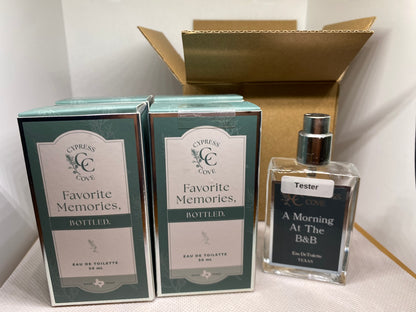 CYPRESS
CC
COVE
Favorite
Memories,
BOTTLED.
EAU DE TOILETTE
50 mL
CYPRESS
CC
COVE
Favorite
Memories,
BOTTLED.
EAU DE TOILETTE
50 mL
Tester
COVE
A Morning
At The
B&B
Eau De Toilette
TEXAS